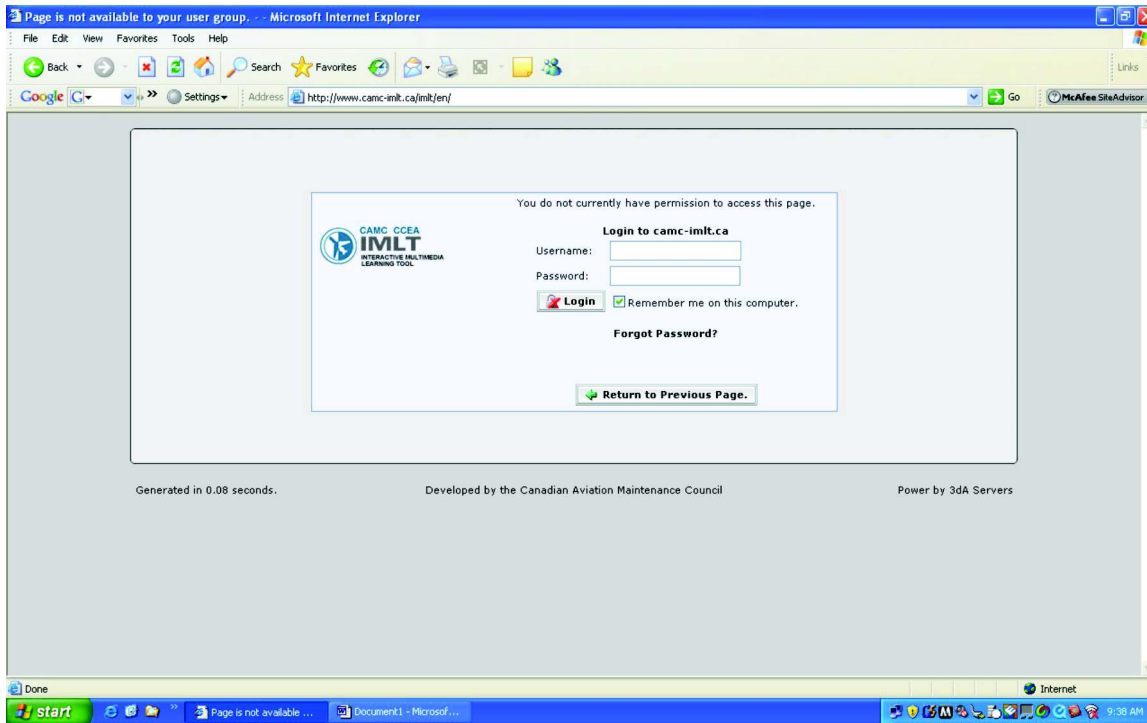 Page is not available to your user group. - - Microsoft Internet Explorer
File Edit View Favorites Tools Help
Back Search Favorites
Links
Google G Settings Address http://www.camc-imlt.ca/imlt/en/ Go McAfee SiteAdvisor
You do not currently have permission to access this page.
CAMC CCEA
IMLT
INTERACTIVE MULTIMEDIA
LEARNING TOOL
Login to camc-imlt.ca
Username:
Password:
Login Remember me on this computer.
Forgot Password?
Return to Previous Page.
Generated in 0.08 seconds. Developed by the Canadian Aviation Maintenance Council Power by 3dA Servers
Done Internet
start Page is not available ... Document1 - Microsof... 9:38 AM